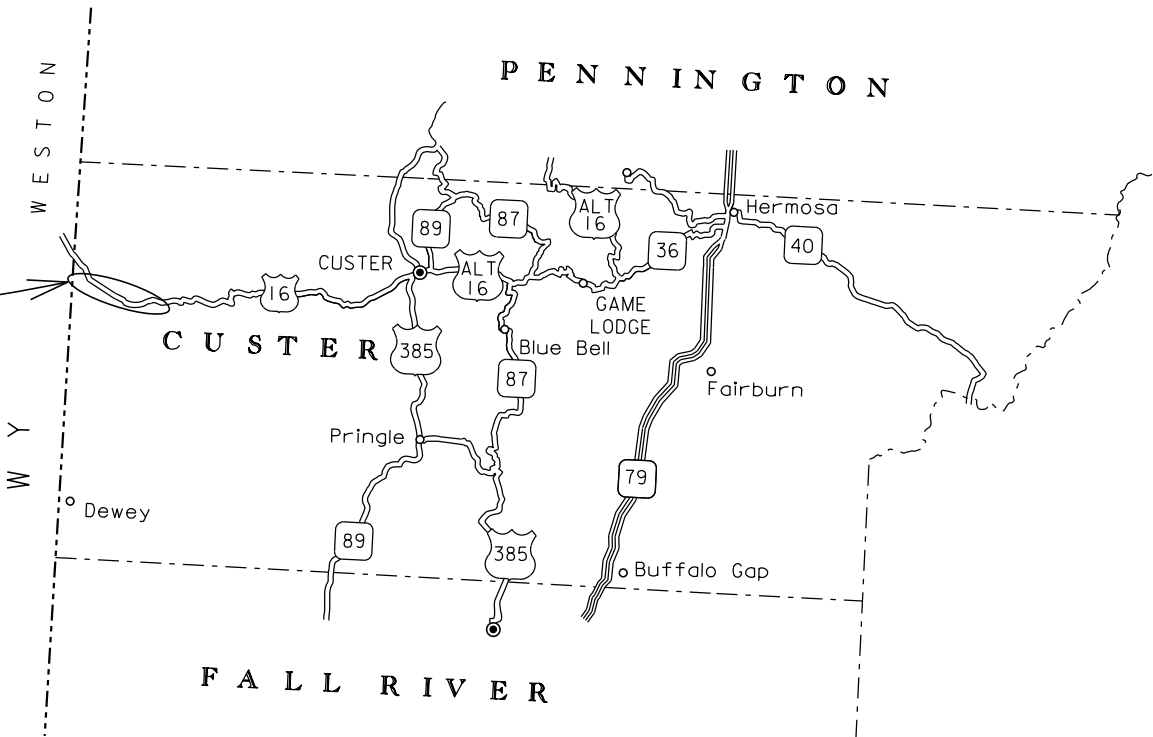 PENNINGTON
WESTON
Hermosa
ALT
16
87
89
36
40
CUSTER
ALT
16
16
GAME
LODGE
CUSTER
385
Blue Bell
87
Fairburn
Pringle
WY
79
Dewey
89
385
Buffalo Gap
FALL RIVER